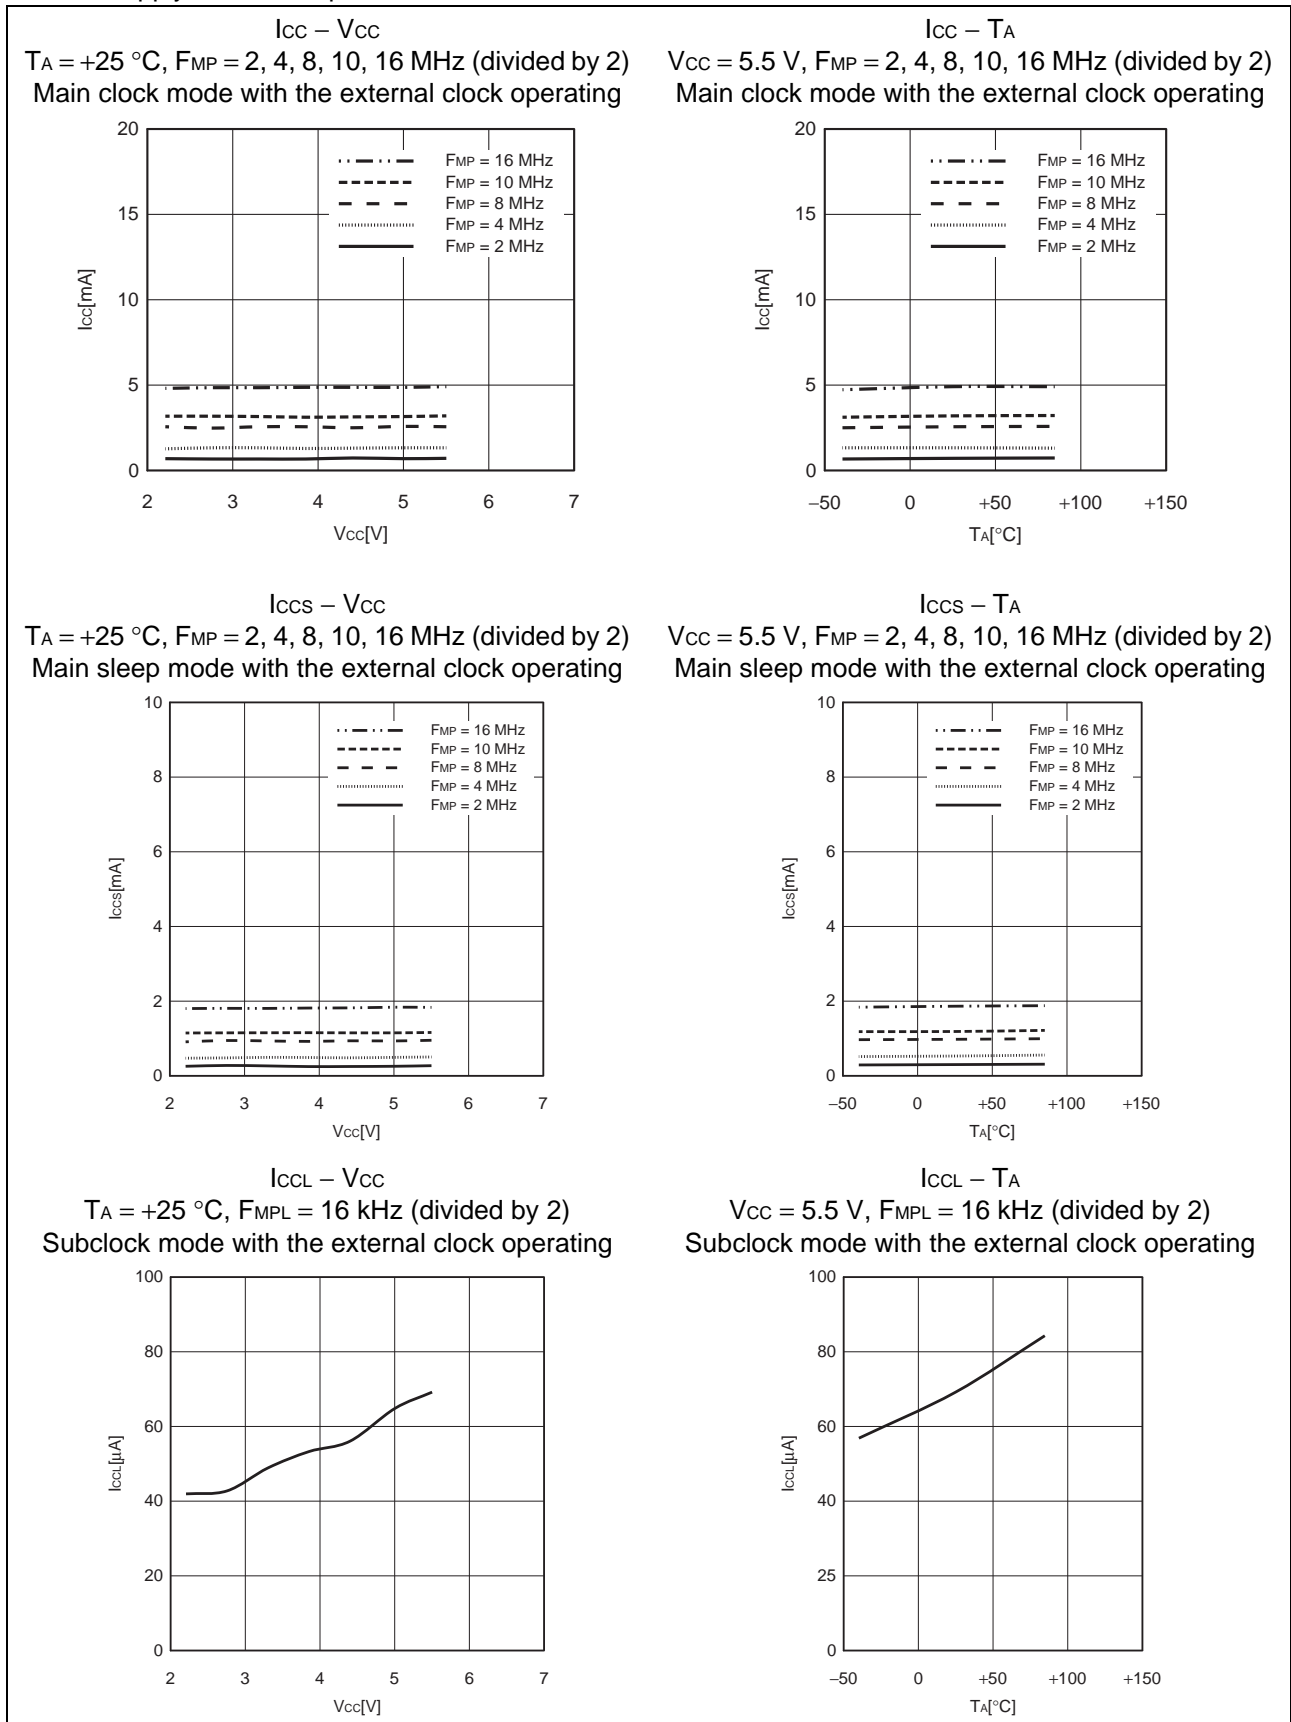 ICC – VCC
TA = +25 °C, FMP = 2, 4, 8, 10, 16 MHz (divided by 2)
Main clock mode with the external clock operating
20
15
10
5
0
ICC[mA]
FMP = 16 MHz
FMP = 10 MHz
FMP = 8 MHz
FMP = 4 MHz
FMP = 2 MHz
2 3 4 5 6 7
VCC[V]
ICC – TA
VCC = 5.5 V, FMP = 2, 4, 8, 10, 16 MHz (divided by 2)
Main clock mode with the external clock operating
20
15
10
5
0
ICC[mA]
FMP = 16 MHz
FMP = 10 MHz
FMP = 8 MHz
FMP = 4 MHz
FMP = 2 MHz
−50 0 +50 +100 +150
TA[°C]
ICCS – VCC
TA = +25 °C, FMP = 2, 4, 8, 10, 16 MHz (divided by 2)
Main sleep mode with the external clock operating
10
8
6
4
2
0
ICCS[mA]
FMP = 16 MHz
FMP = 10 MHz
FMP = 8 MHz
FMP = 4 MHz
FMP = 2 MHz
2 3 4 5 6 7
VCC[V]
ICCS – TA
VCC = 5.5 V, FMP = 2, 4, 8, 10, 16 MHz (divided by 2)
Main sleep mode with the external clock operating
10
8
6
4
2
0
ICCS[mA]
FMP = 16 MHz
FMP = 10 MHz
FMP = 8 MHz
FMP = 4 MHz
FMP = 2 MHz
−50 0 +50 +100 +150
TA[°C]
ICCL – VCC
TA = +25 °C, FMPL = 16 kHz (divided by 2)
Subclock mode with the external clock operating
100
80
60
40
20
0
ICCL[µA]
2 3 4 5 6 7
VCC[V]
ICCL – TA
VCC = 5.5 V, FMPL = 16 kHz (divided by 2)
Subclock mode with the external clock operating
100
80
60
40
25
0
ICCL[µA]
−50 0 +50 +100 +150
TA[°C]